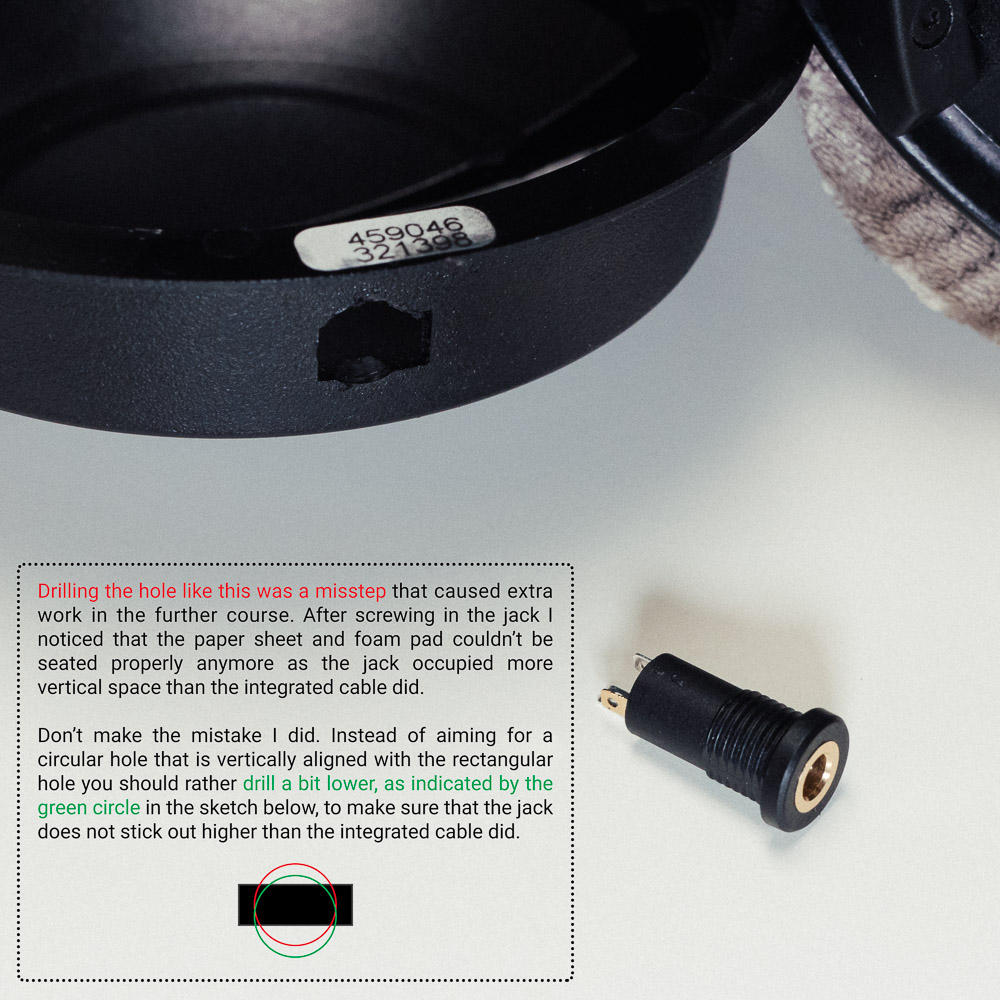 459046
321398
Drilling the hole like this was a misstep that caused extra
work in the further course. After screwing in the jack I
noticed that the paper sheet and foam pad couldn’t be
seated properly anymore as the jack occupied more
vertical space than the integrated cable did.
Don’t make the mistake I did. Instead of aiming for a
circular hole that is vertically aligned with the rectangular
hole you should rather drill a bit lower, as indicated by the
green circle in the sketch below, to make sure that the jack
does not stick out higher than the integrated cable did.